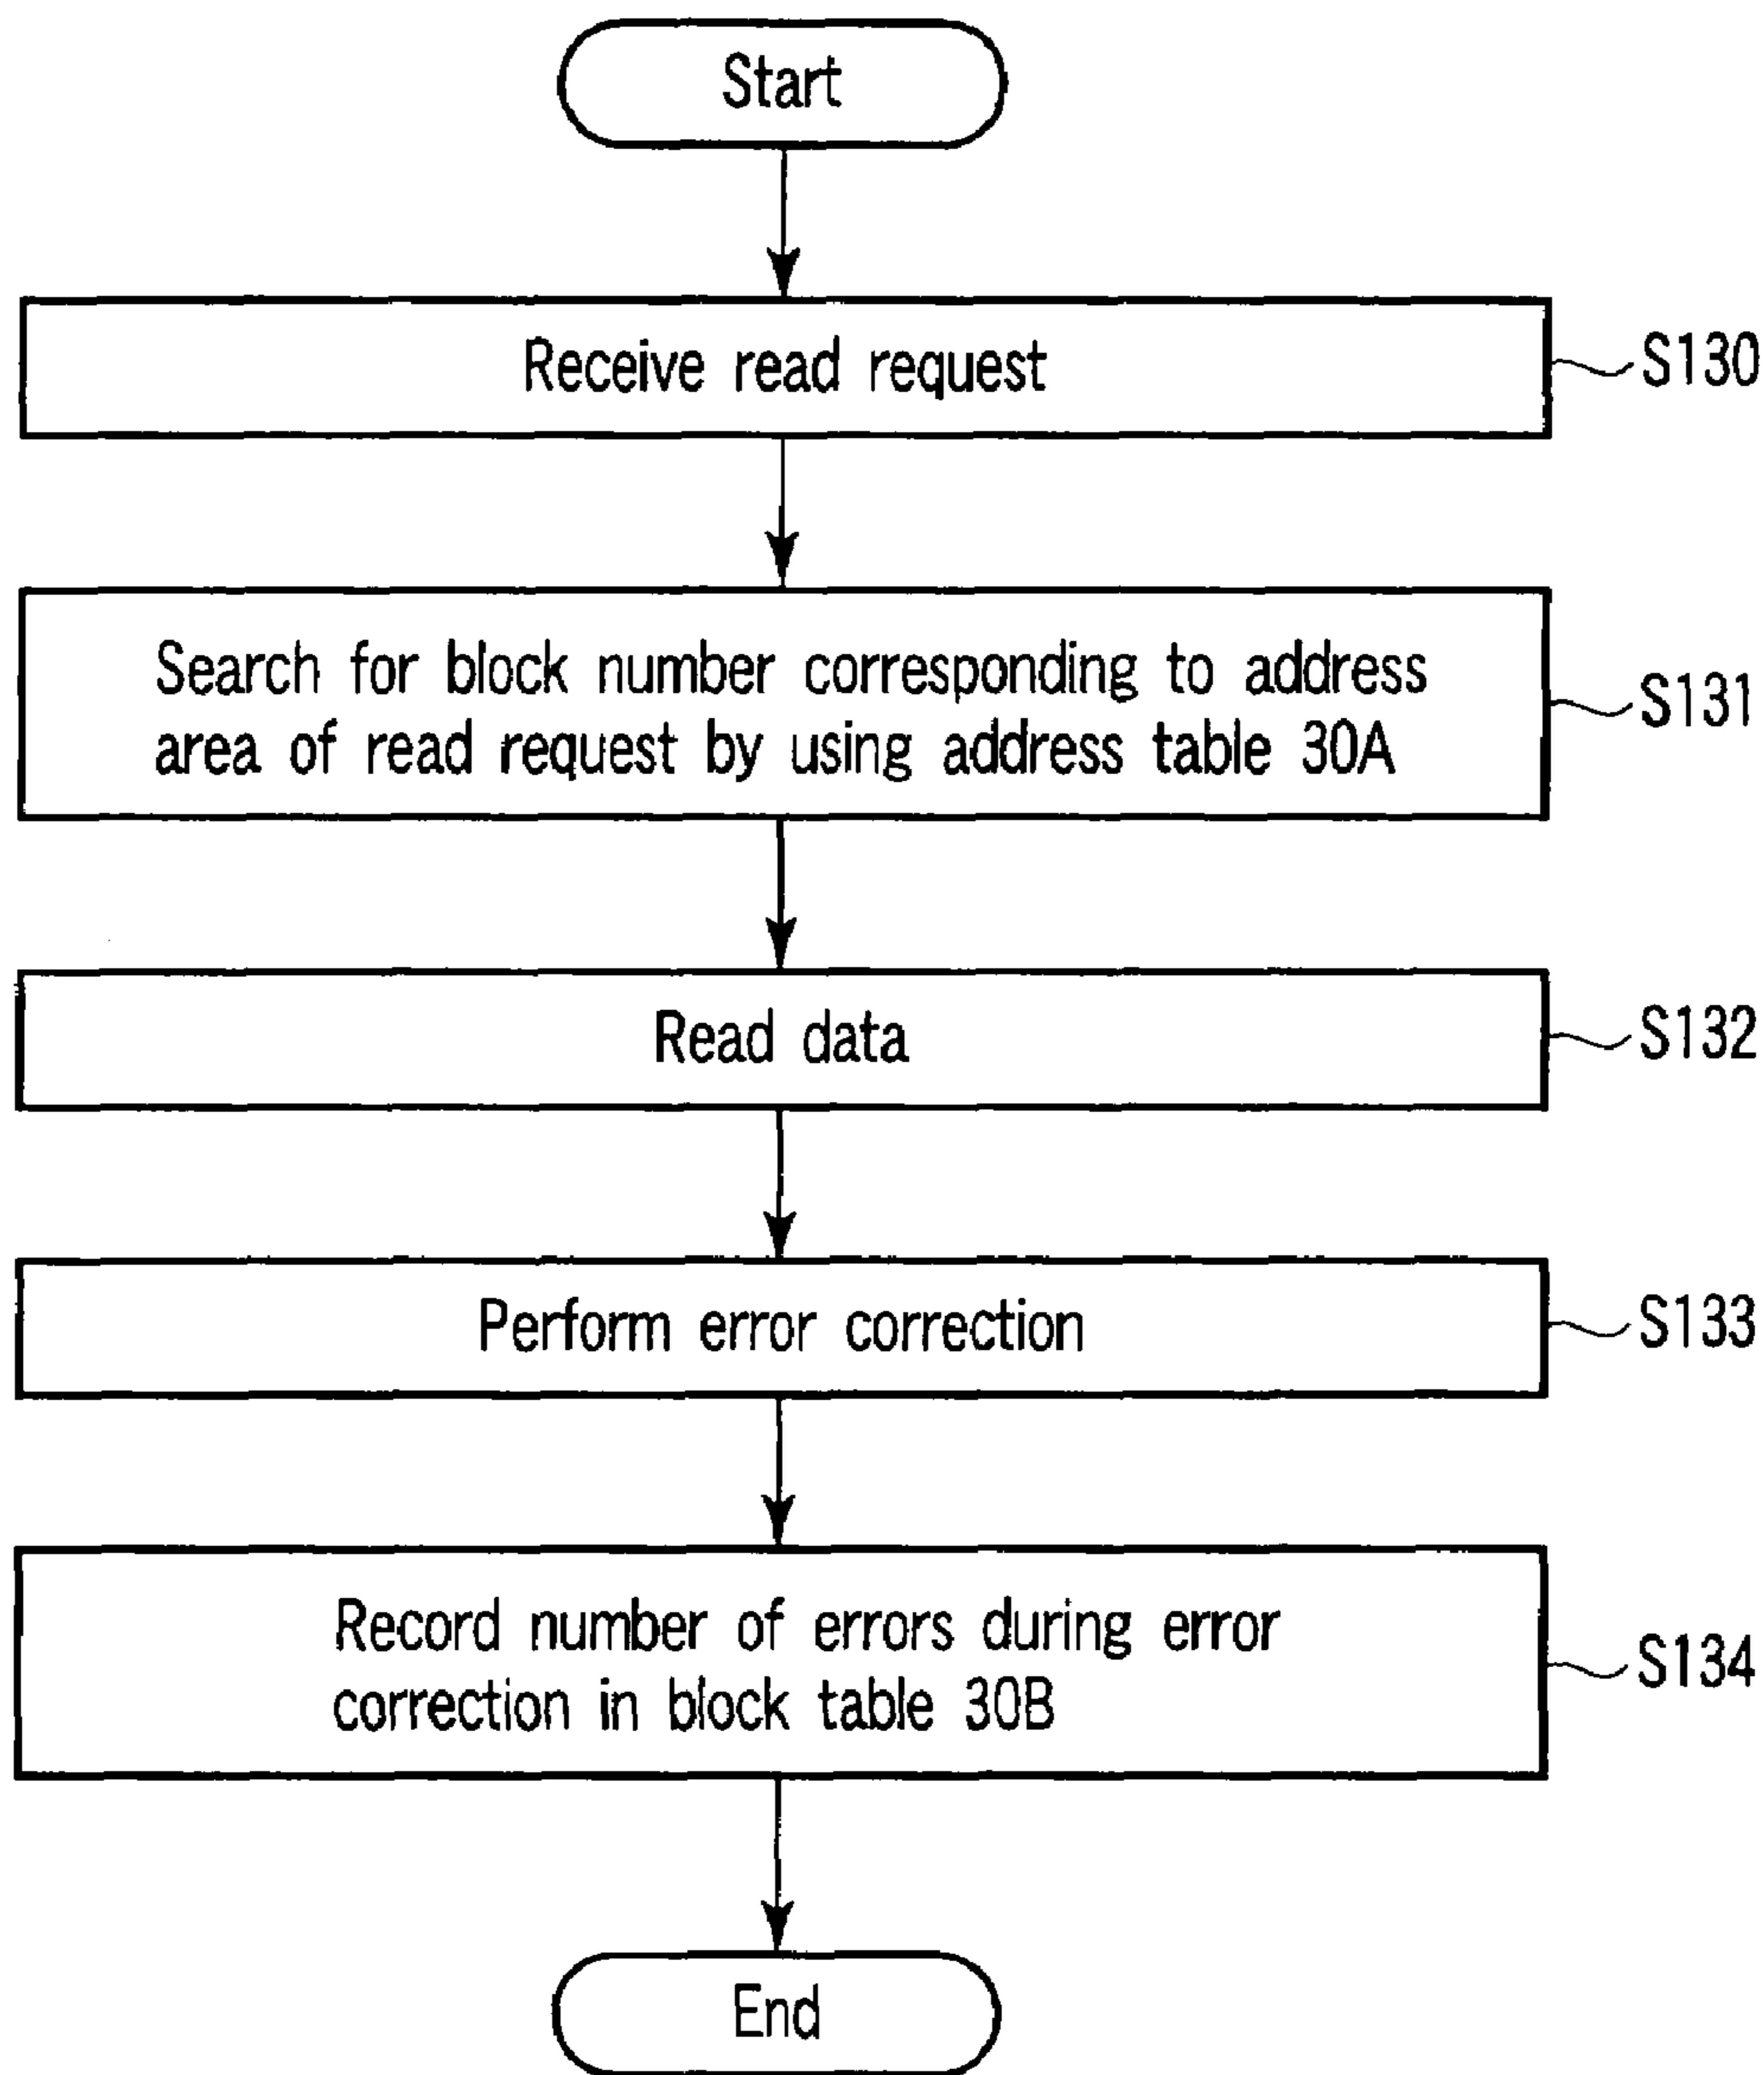 Start
Receive read request
S130
Search for block number corresponding to address
area of read request by using address table 30A
S131
Read data
S132
Perform error correction
S133
Record number of errors during error
correction in block table 30B
S134
End